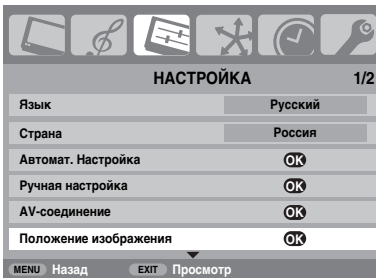 НАСТРОЙКА 1/2
Язык Русский
Страна Россия
Автомат. Настройка OK
Ручная настройка OK
AV-соединение OK
Положение изображения OK
MENU Назад EXIT Просмотр